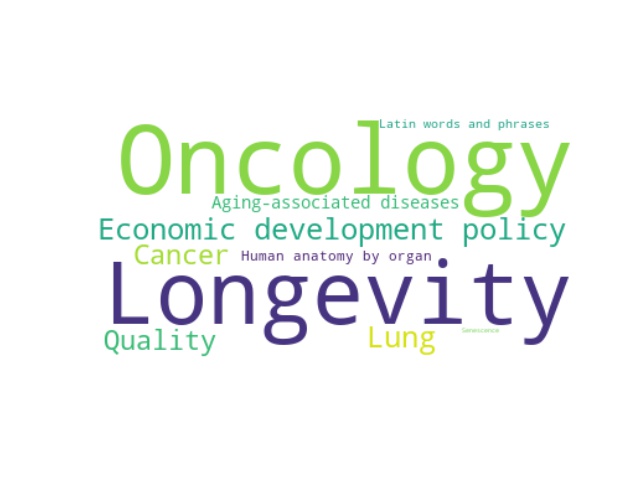 Latin words and phrases
Oncology
Aging-associated diseases
Economic development policy
Cancer
Human anatomy by organ
Longevity
Quality
Lung
Senescence